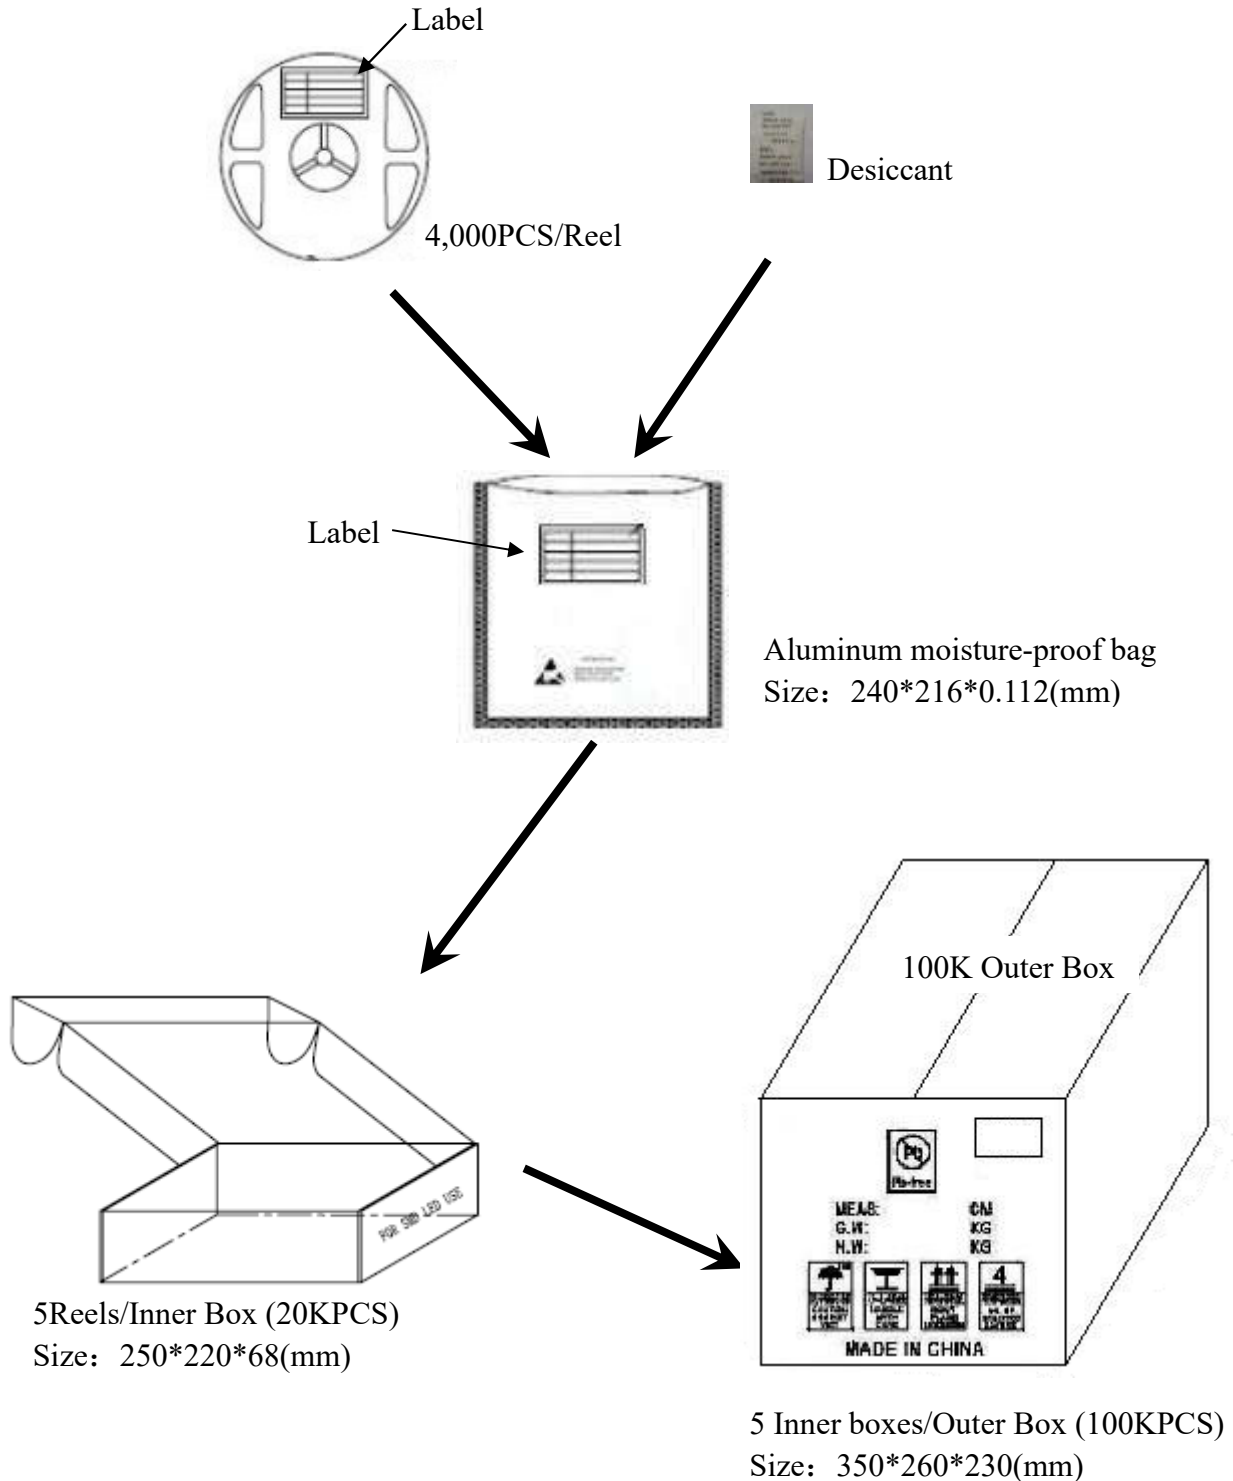 Label
4,000PCS/Reel
Desiccant
Label
Aluminum moisture-proof bag
Size：240*216*0.112(mm)
100K Outer Box
FOR SMD LED USE
5Reels/Inner Box (20KPCS)
Size：250*220*68(mm)
Pb
Pb-free
MEAS: CM
G.W: KG
N.W: KG
4
MADE IN CHINA
5 Inner boxes/Outer Box (100KPCS)
Size：350*260*230(mm)